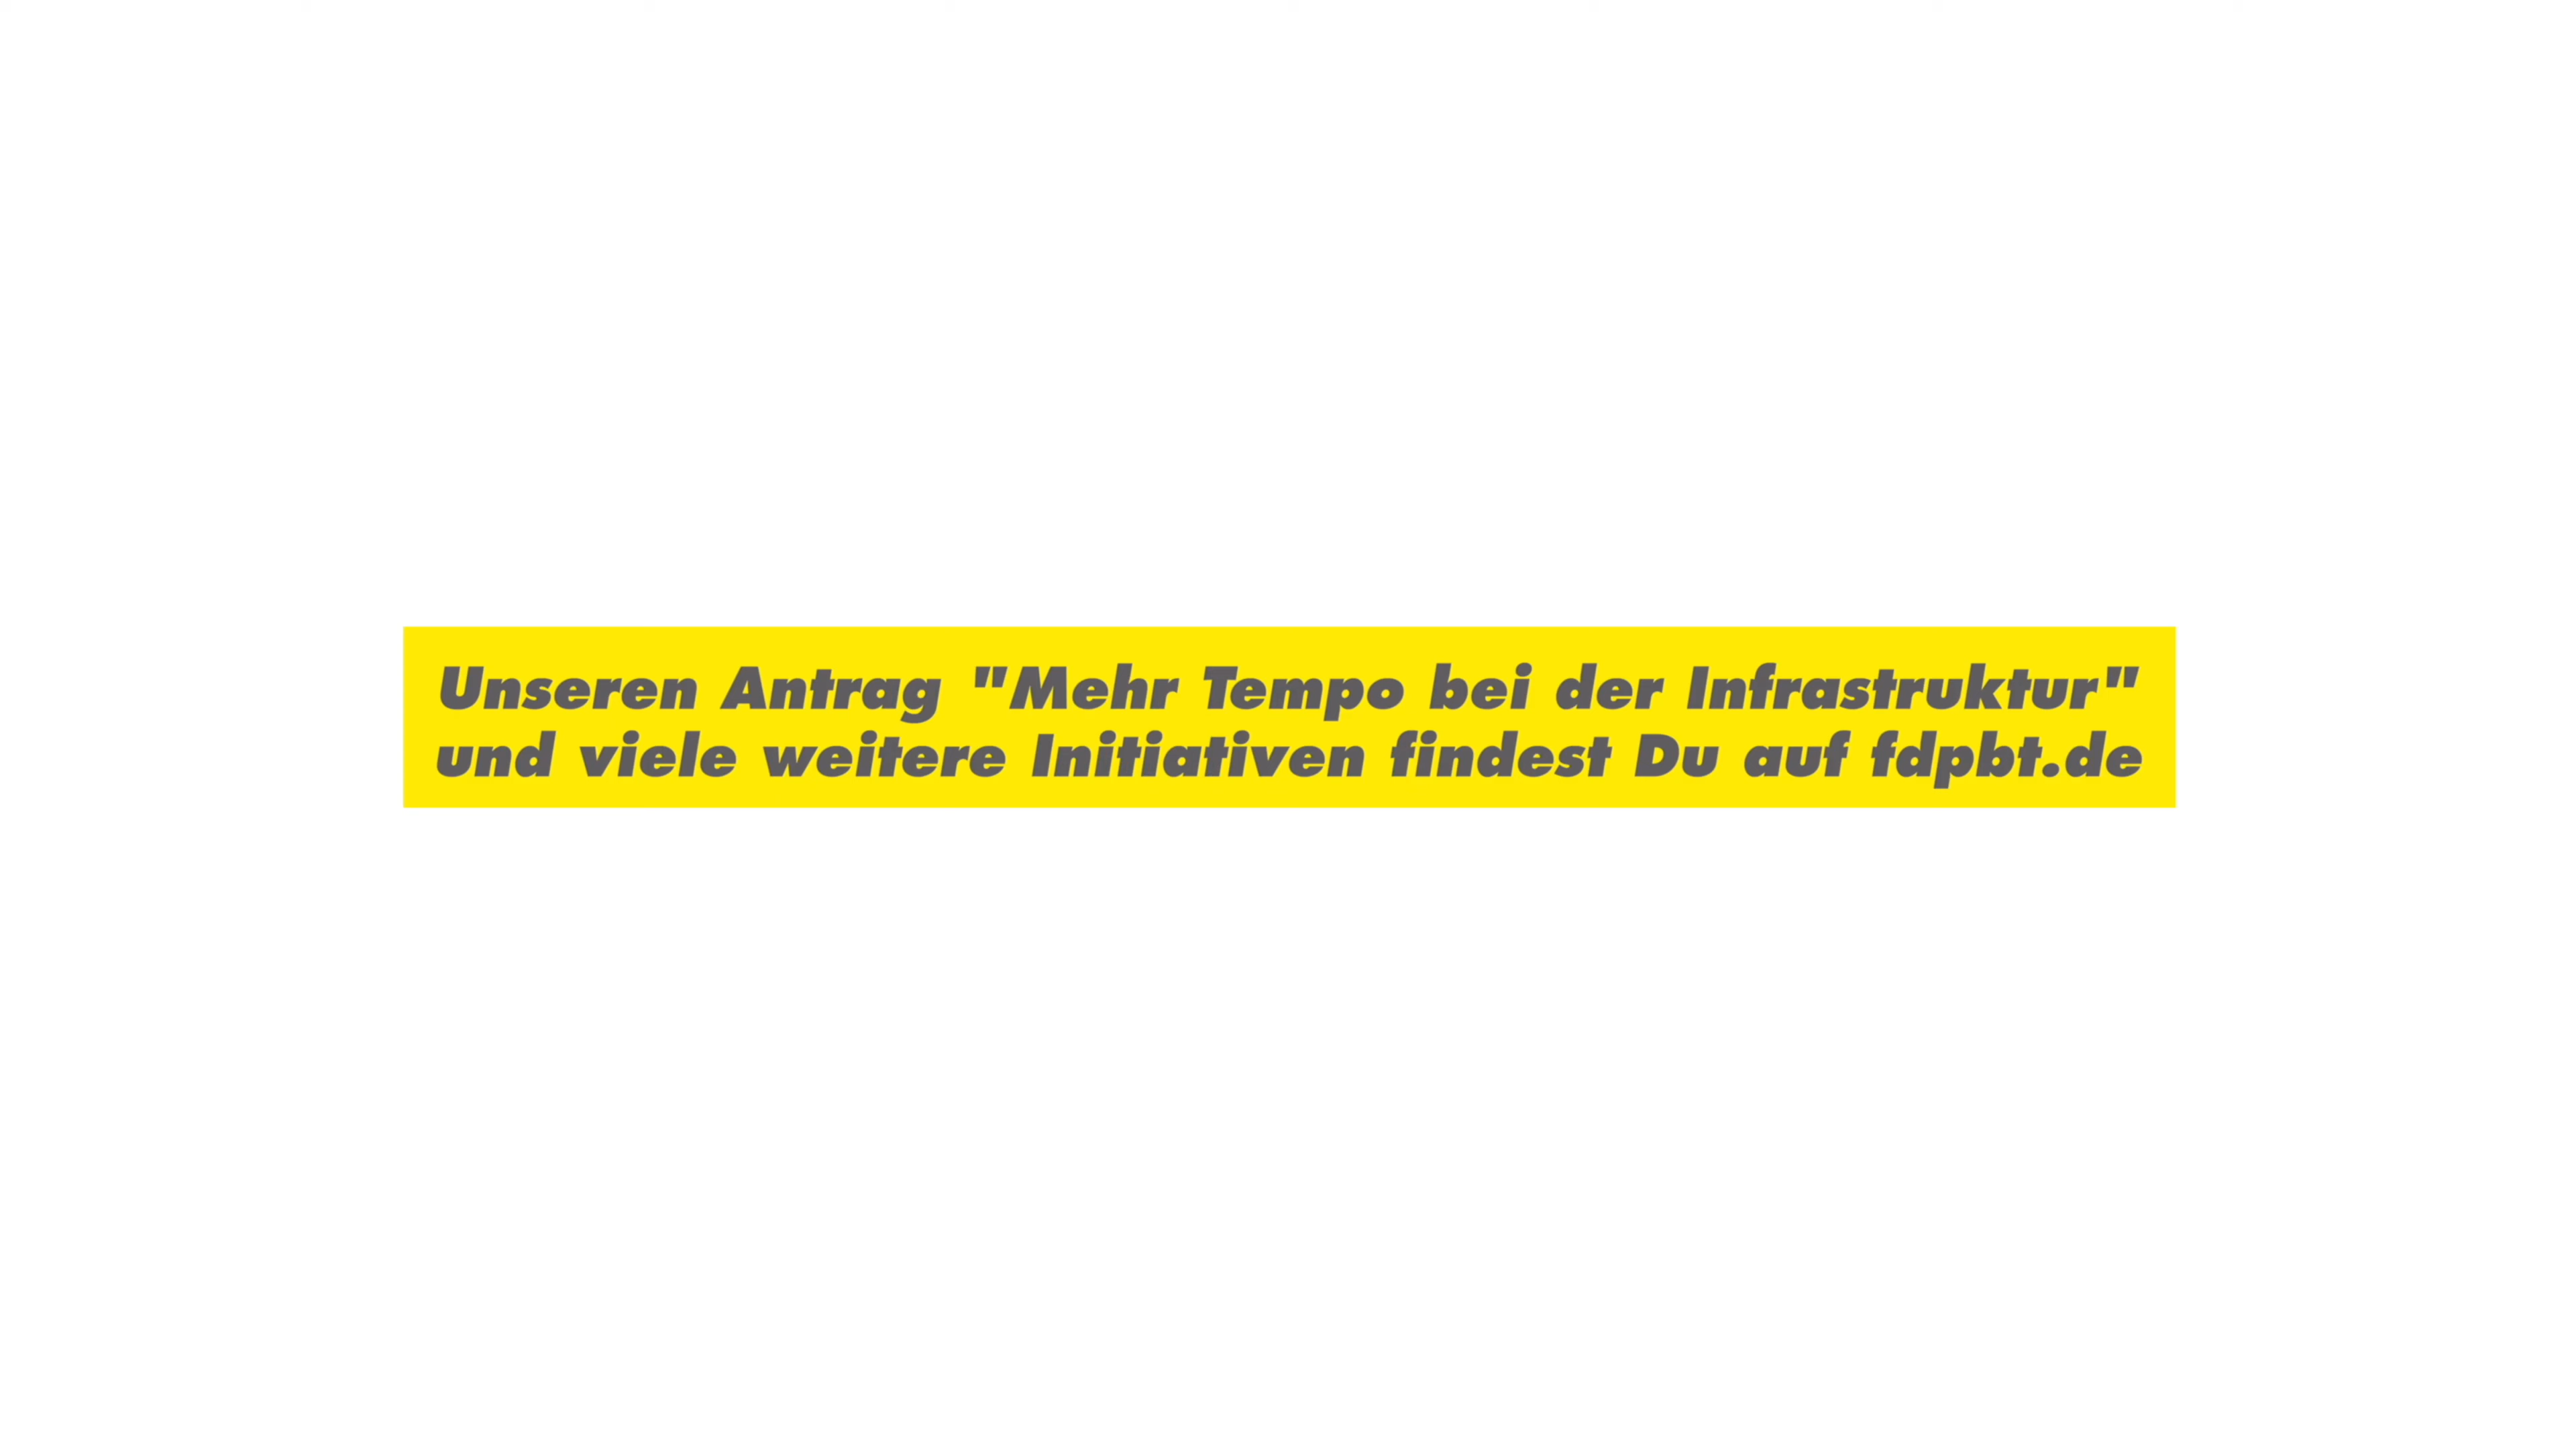 Unseren Antrag "Mehr Tempo bei der Infrastruktur"
und viele weitere Initiativen findest Du auf fdpbt.de